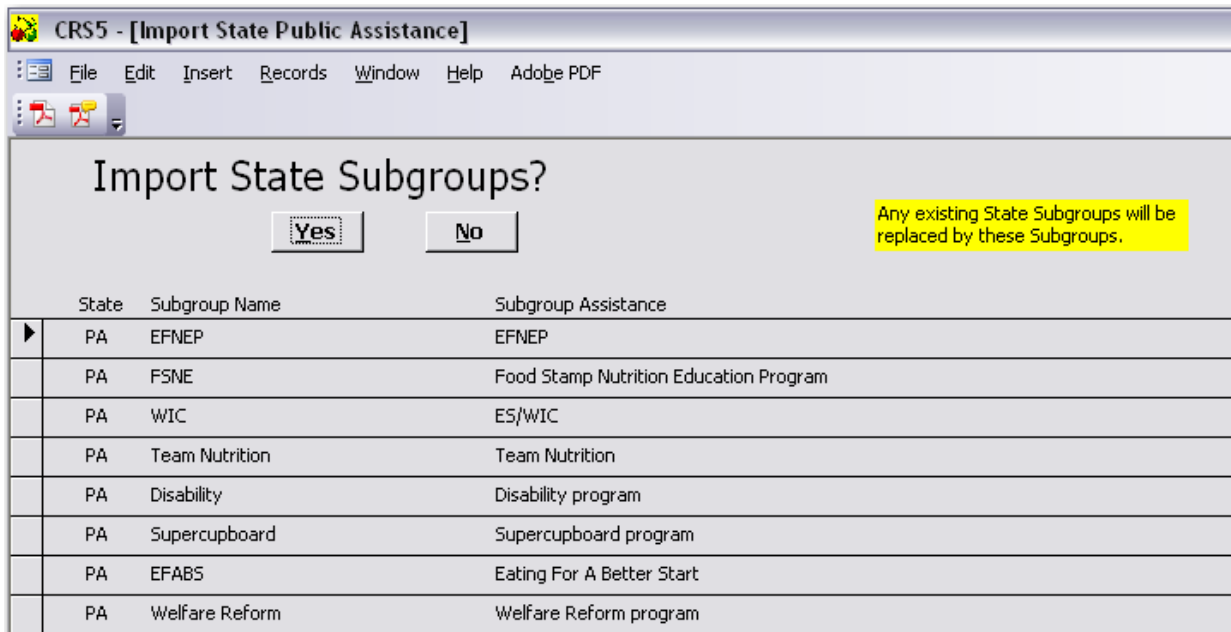 CRS5 - [Import State Public Assistance]
File Edit Insert Records Window Help Adobe PDF
Import State Subgroups?
Yes No
Any existing State Subgroups will be
replaced by these Subgroups.
State Subgroup Name Subgroup Assistance
PA EFNEP EFNEP
PA FSNE Food Stamp Nutrition Education Program
PA WIC ES/WIC
PA Team Nutrition Team Nutrition
PA Disability Disability program
PA Supercupboard Supercupboard program
PA EFABS Eating For A Better Start
PA Welfare Reform Welfare Reform program